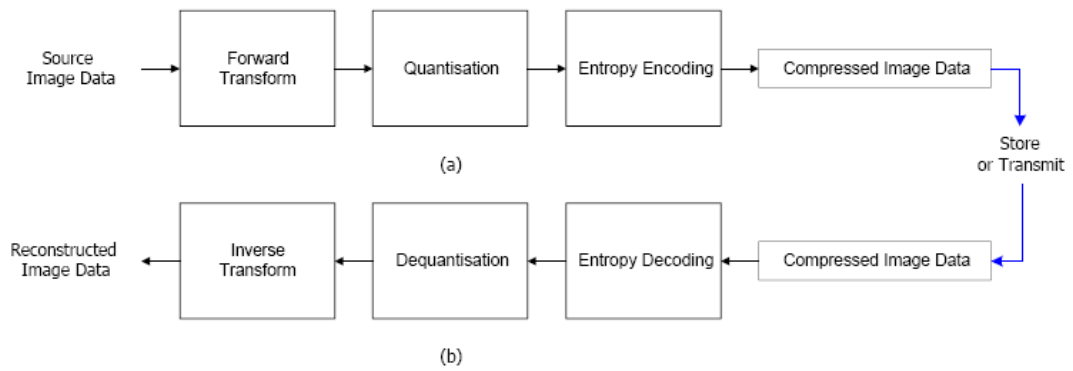 Source
Image Data
Forward
Transform
Quantisation
Entropy Encoding
Compressed Image Data
(a)
Store
or Transmit
Reconstructed
Image Data
Inverse
Transform
Dequantisation
Entropy Decoding
Compressed Image Data
(b)